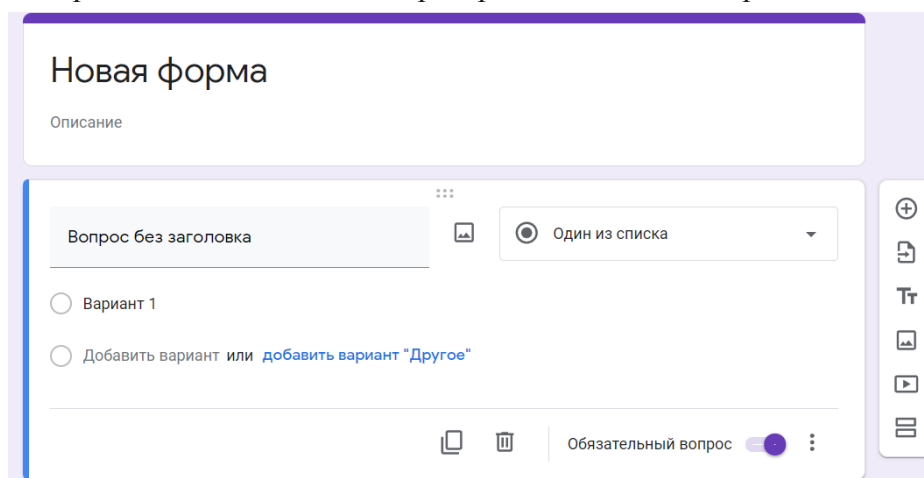 Новая форма
Описание
Вопрос без заголовка
Один из списка
Вариант 1
Добавить вариант или добавить вариант "Другое"
Обязательный вопрос
Тт